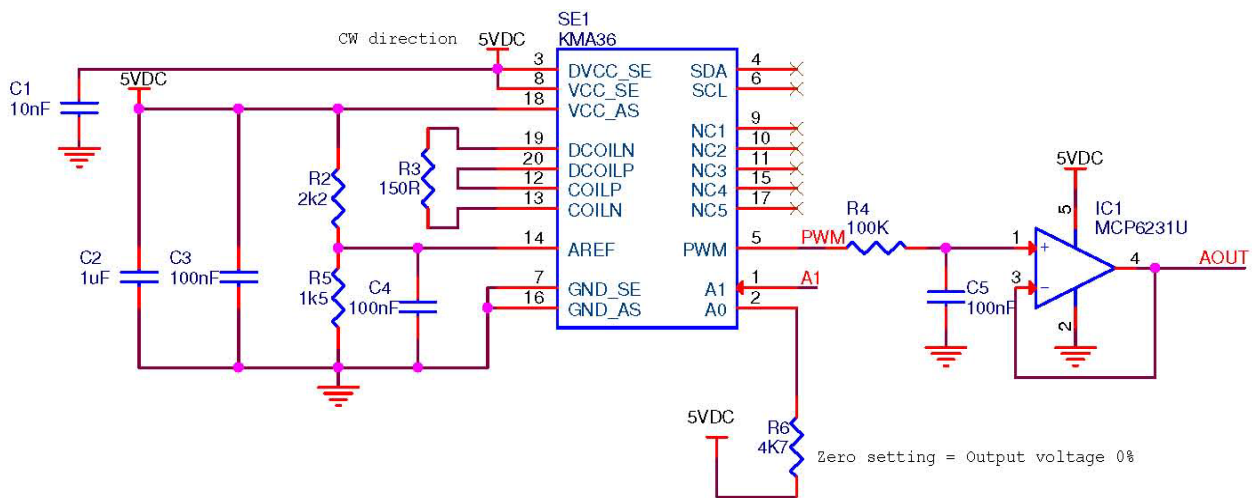 SE1
KMA36
CW direction
5VDC
C1
10nF
5VDC
3
8
18
DVCC_SE
VCC_SE
VCC_AS
SDA
SCL
4
6
19
20
12
13
DCOILN
DCOILP
COILP
COILN
R3
150R
NC1
NC2
NC3
NC4
NC5
9
10
11
15
17
R2
2k2
14
AREF
PWM
5
PWM
R4
100K
5VDC
5
IC1
MCP6231U
1
+
3
−
4
AOUT
2
C2
1uF
C3
100nF
R5
1k5
C4
100nF
7
16
GND_SE
GND_AS
A1
A0
1
2
A1
C5
100nF
5VDC
R6
4K7
Zero setting = Output voltage 0%